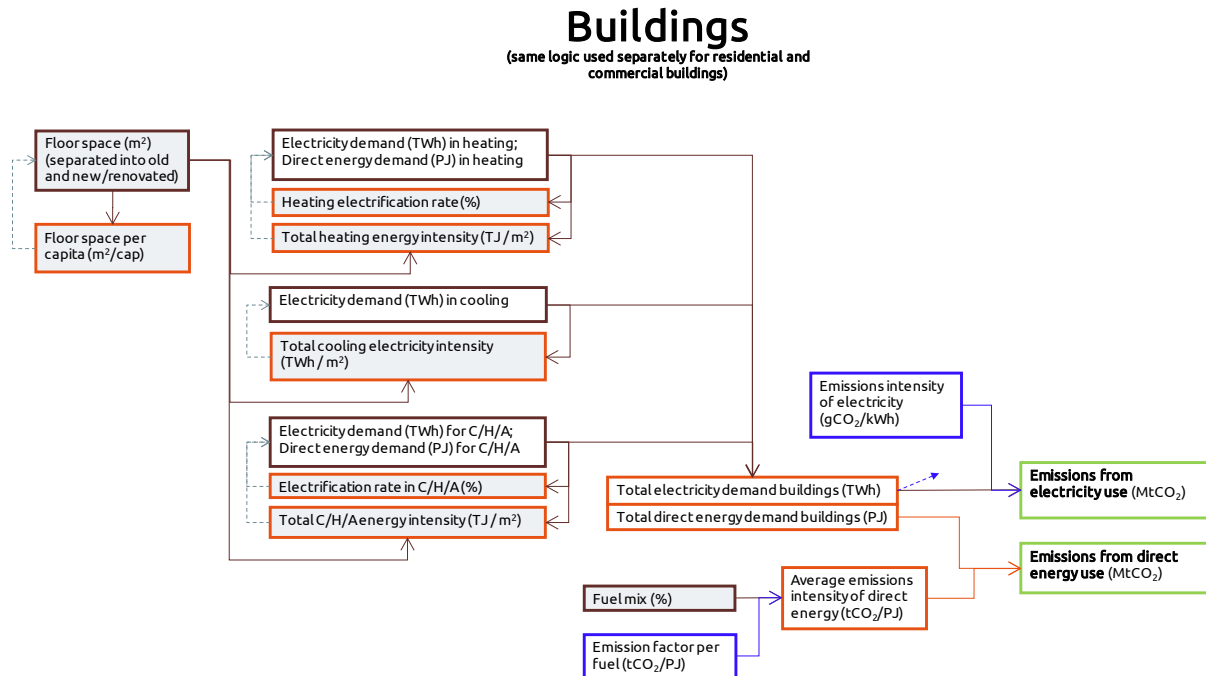 Buildings
(same logic used separately for residential and
commercial buildings)
Floor space (m²)
(separated into old
and new/renovated)
Floor space per
capita (m²/cap)
Electricity demand (TWh) in heating;
Direct energy demand (PJ) in heating
Heating electrification rate (%)
Total heating energy intensity (TJ / m²)
Electricity demand (TWh) in cooling
Total cooling electricity intensity
(TWh / m²)
Electricity demand (TWh) for C/H/A;
Direct energy demand (PJ) for C/H/A
Electrification rate in C/H/A (%)
Total C/H/A energy intensity (TJ / m²)
Emissions intensity
of electricity
(gCO₂/kWh)
Total electricity demand buildings (TWh)
Total direct energy demand buildings (PJ)
Emissions from
electricity use (MtCO₂)
Emissions from direct
energy use (MtCO₂)
Average emissions
intensity of direct
energy (tCO₂/PJ)
Fuel mix (%)
Emission factor per
fuel (tCO₂/PJ)